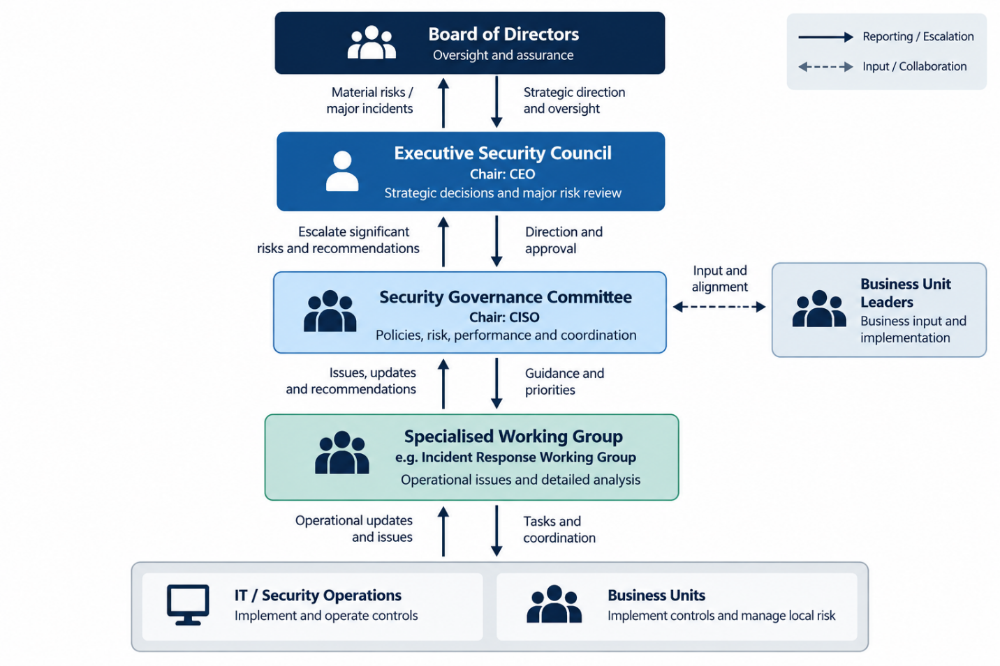 Board of Directors
Oversight and assurance
Reporting / Escalation
Input / Collaboration
Material risks /
major incidents
Strategic direction
and oversight
Executive Security Council
Chair: CEO
Strategic decisions and major risk review
Escalate significant
risks and recommendations
Direction and
approval
Security Governance Committee
Chair: CISO
Policies, risk, performance and coordination
Input and
alignment
Business Unit
Leaders
Business input and
implementation
Issues, updates
and recommendations
Guidance and
priorities
Specialised Working Group
e.g. Incident Response Working Group
Operational issues and detailed analysis
Operational updates
and issues
Tasks and
coordination
IT / Security Operations
Implement and operate controls
Business Units
Implement controls and manage local risk